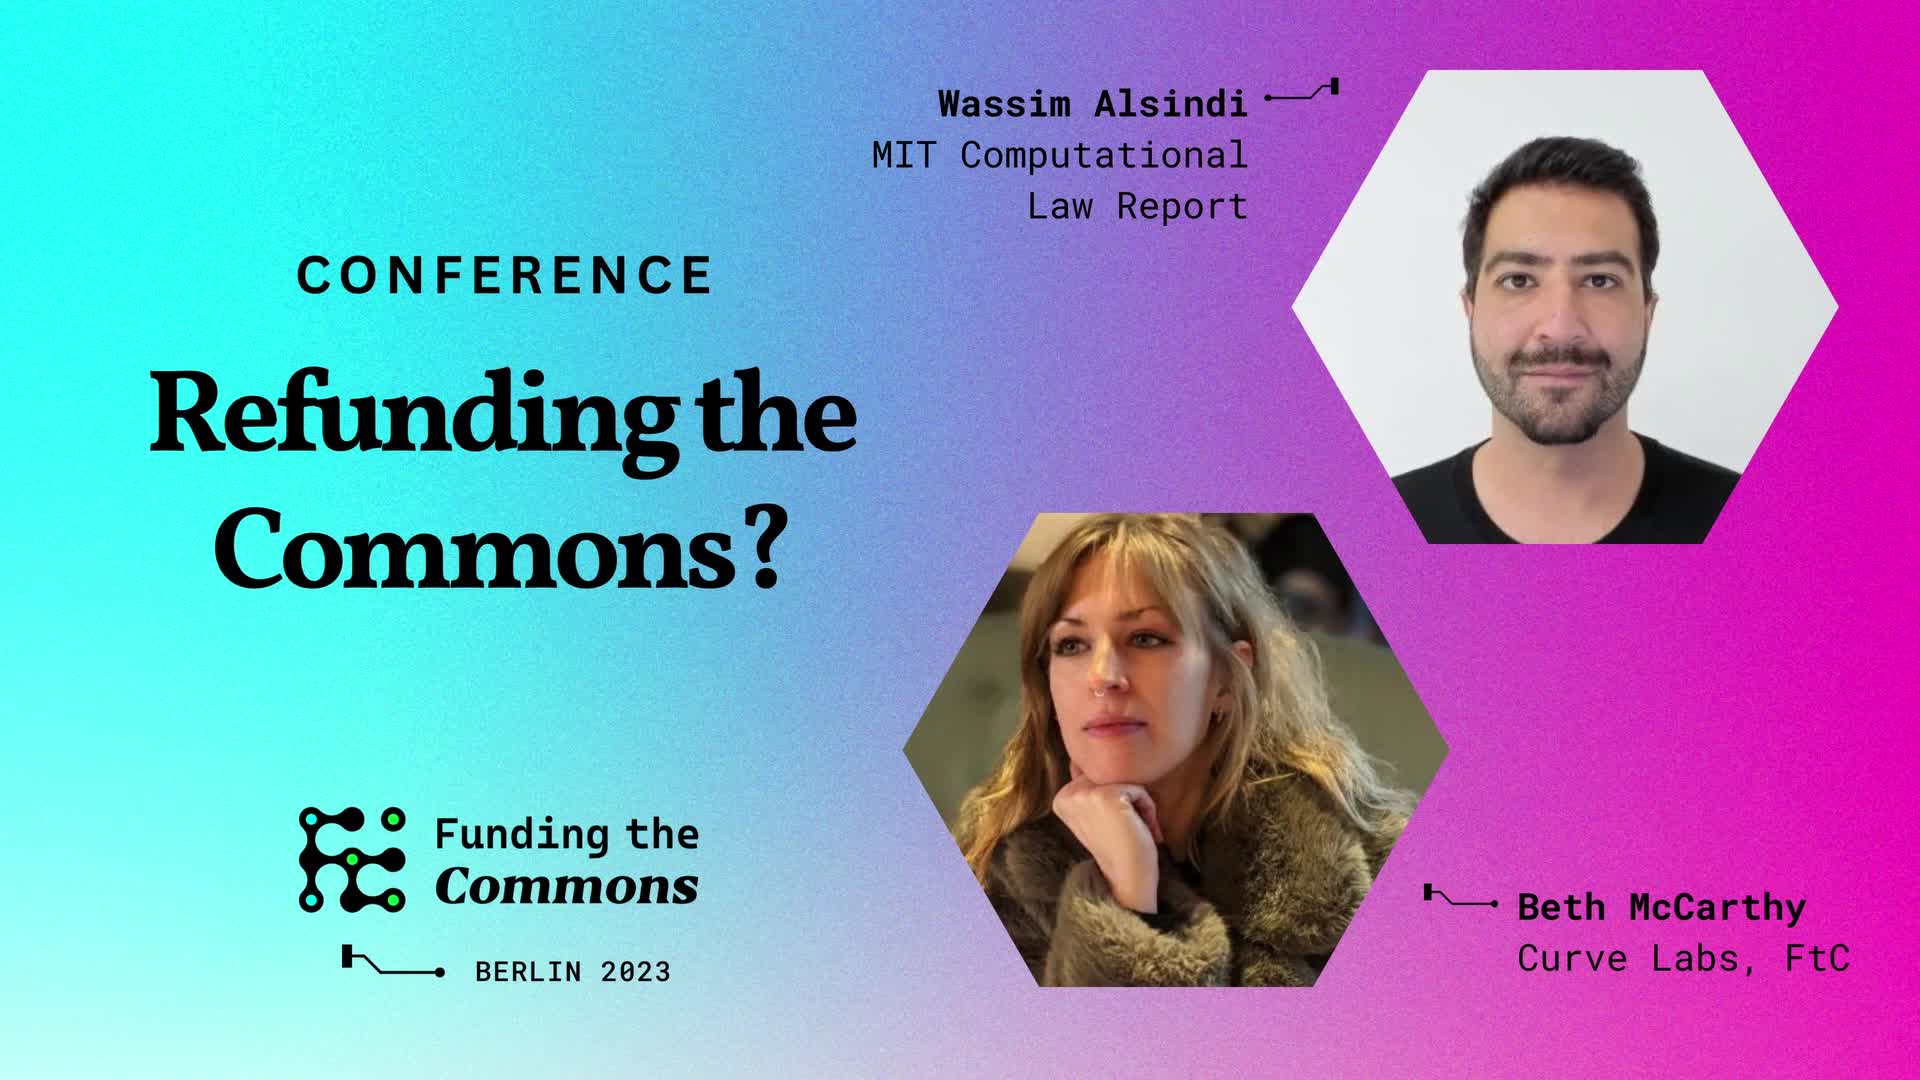 CONFERENCE
Refunding the
Commons?
Wassim Alsindi
MIT Computational
Law Report
Beth McCarthy
Curve Labs, FtC
Funding the
Commons
BERLIN 2023